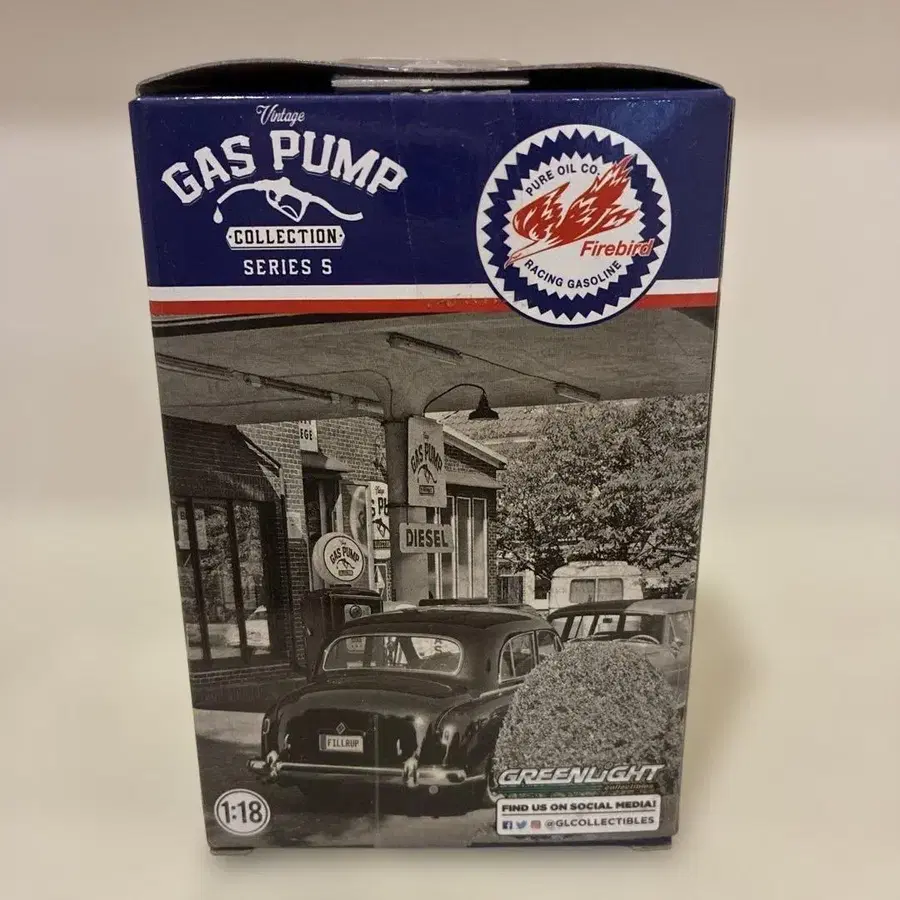 Vintage
GAS PUMP
COLLECTION
SERIES 5
PURE OIL CO.
Firebird
RACING GASOLINE
EGE
GAS PUMP
DIESEL
GAS PUMP
FILLRUP
1:18
GREENLIGHT
collectibles
FIND US ON SOCIAL MEDIA!
@GLCOLLECTIBLES